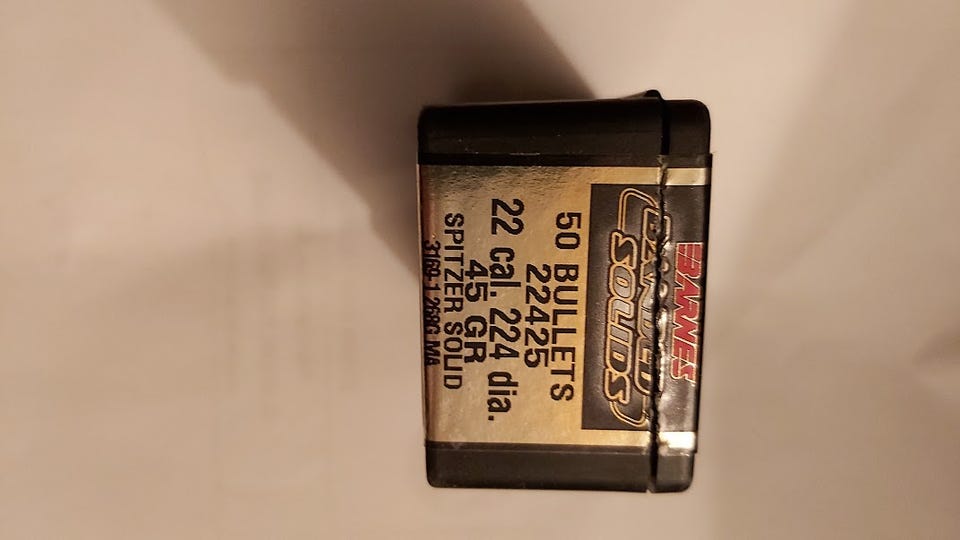 BARNES
BANDED
SOLIDS
50 BULLETS
22425
22 cal. 224 dia.
45 GR
SPITZER SOLID